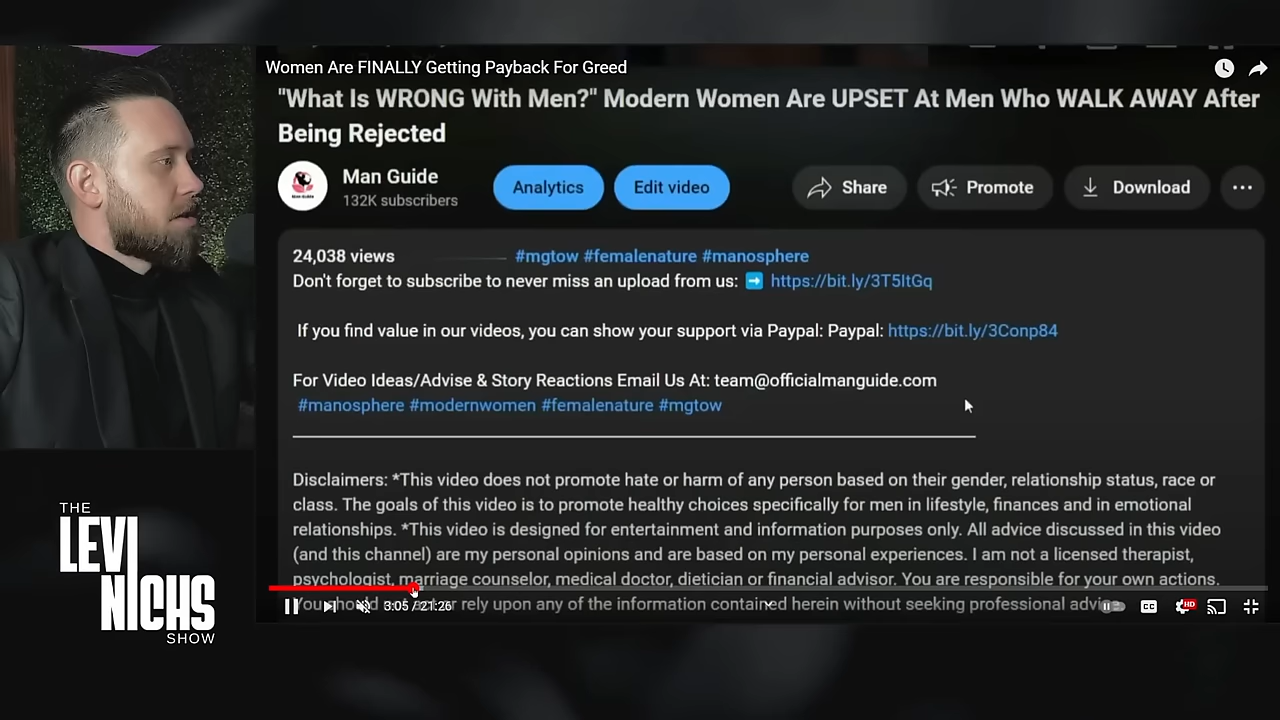 Women Are FINALLY Getting Payback For Greed
"What Is WRONG With Men?" Modern Women Are UPSET At Men Who WALK AWAY After
Being Rejected
Man Guide
132K subscribers
Analytics
Edit video
Share
Promote
Download
24,038 views
#mgtow #femalenature #manosphere
Don't forget to subscribe to never miss an upload from us: ➡️ https://bit.ly/3T5ItGq
If you find value in our videos, you can show your support via Paypal: Paypal: https://bit.ly/3Conp84
For Video Ideas/Advise & Story Reactions Email Us At: team@officialmanguide.com
#manosphere #modernwomen #femalenature #mgtow
Disclaimers: *This video does not promote hate or harm of any person based on their gender, relationship status, race or
class. The goals of this video is to promote healthy choices specifically for men in lifestyle, finances and in emotional
relationships. *This video is designed for entertainment and information purposes only. All advice discussed in this video
(and this channel) are my personal opinions and are based on my personal experiences. I am not a licensed therapist,
psychologist, marriage counselor, medical doctor, dietician or financial advisor. You are responsible for your own actions.
You should rely upon any of the information contained herein without seeking professional advice.
3:05 / 21:26
CC
HD
THE
LEVI
NICHS
SHOW